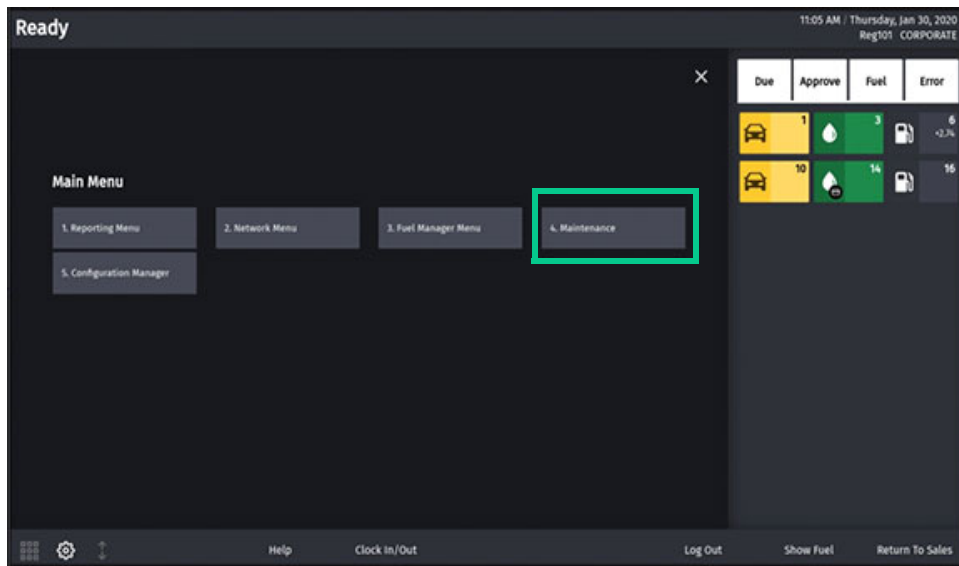 Ready
11:05 AM / Thursday, Jan 30, 2020
Reg101 CORPORATE
Due Approve Fuel Error
1 3 6
+2.74
10 14 16
Main Menu
1. Reporting Menu 2. Network Menu 3. Fuel Manager Menu 4. Maintenance
5. Configuration Manager
Help Clock In/Out Log Out Show Fuel Return To Sales